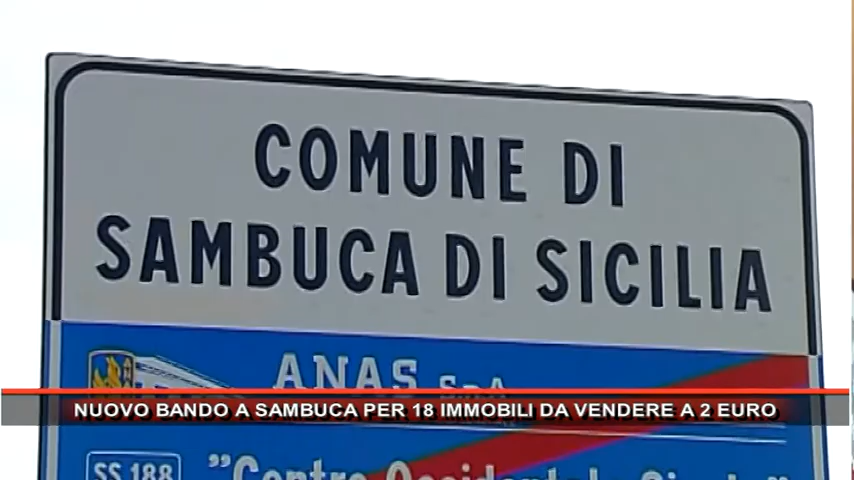 COMUNE DI
SAMBUCA DI SICILIA
ANAS S.p.A.
NUOVO BANDO A SAMBUCA PER 18 IMMOBILI DA VENDERE A 2 EURO
SS 188 "Centro Occidentale Sicula"